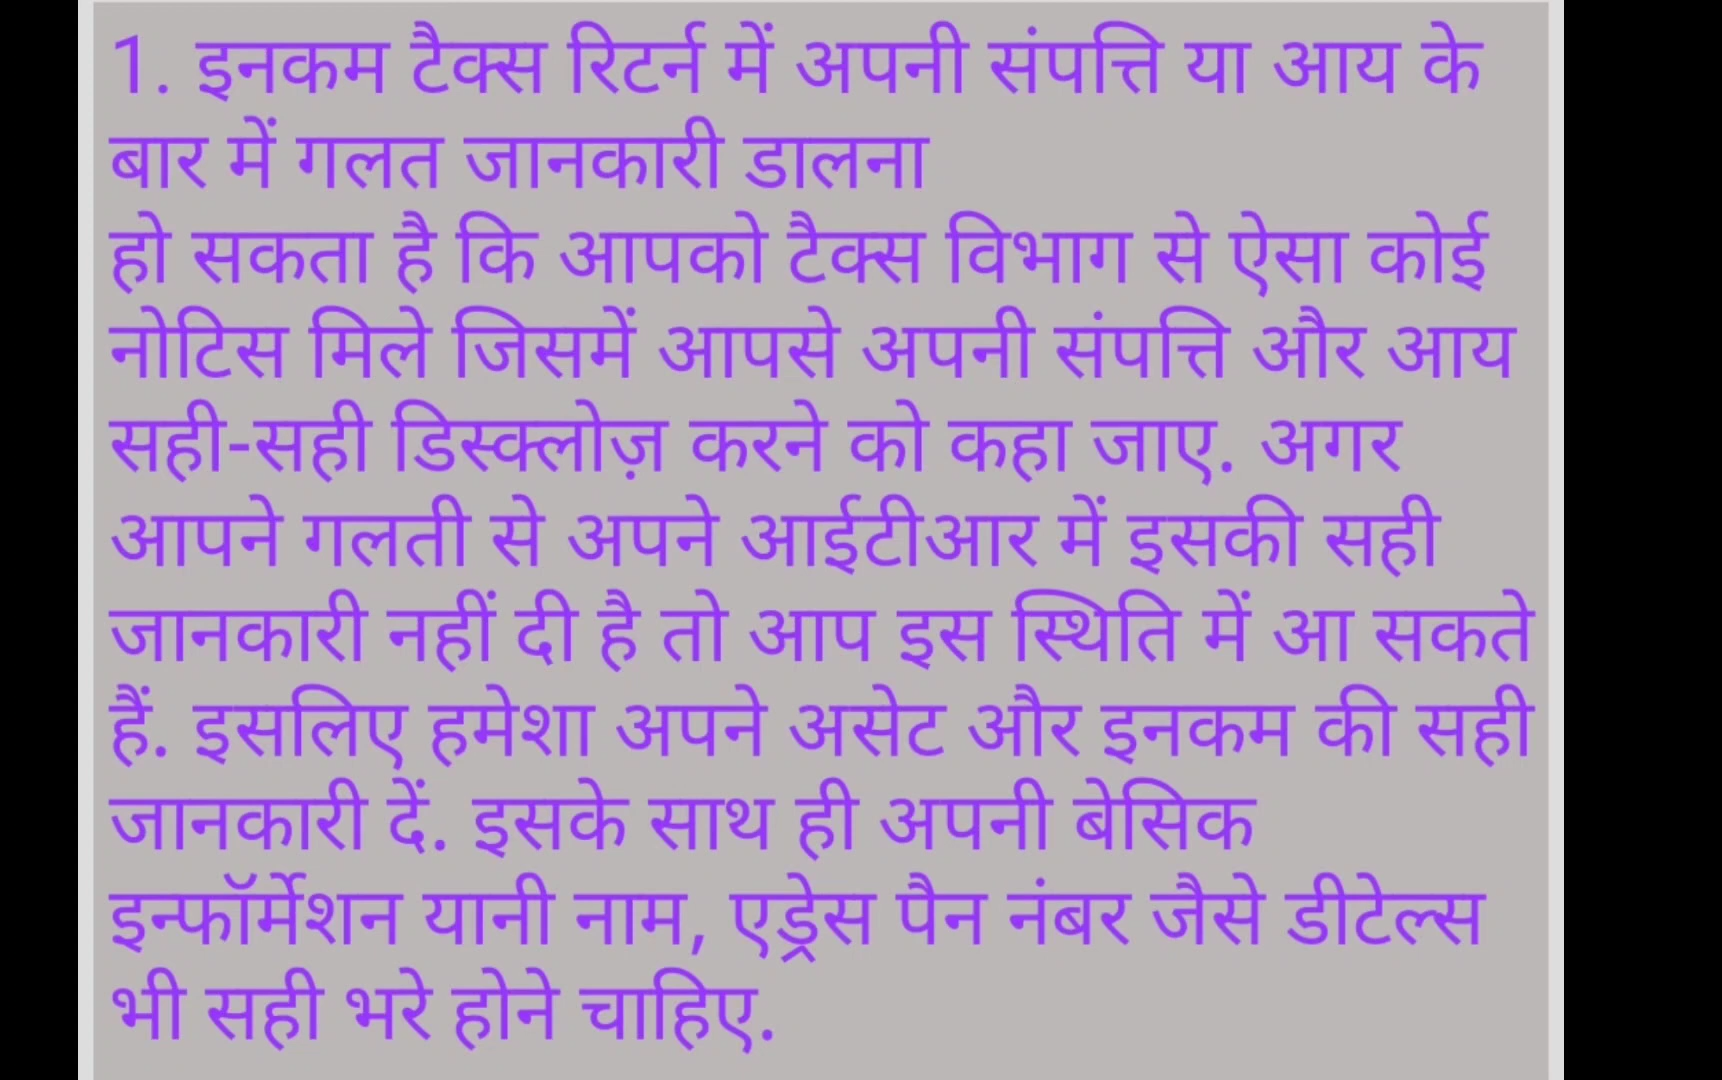 1. इनकम टैक्स रिटर्न में अपनी संपत्ति या आय के
बार में गलत जानकारी डालना
हो सकता है कि आपको टैक्स विभाग से ऐसा कोई
नोटिस मिले जिसमें आपसे अपनी संपत्ति और आय
सही-सही डिस्क्लोज़ करने को कहा जाए. अगर
आपने गलती से अपने आईटीआर में इसकी सही
जानकारी नहीं दी है तो आप इस स्थिति में आ सकते
हैं. इसलिए हमेशा अपने असेट और इनकम की सही
जानकारी दें. इसके साथ ही अपनी बेसिक
इन्फॉर्मेशन यानी नाम, एड्रेस पैन नंबर जैसे डीटेल्स
भी सही भरे होने चाहिए.